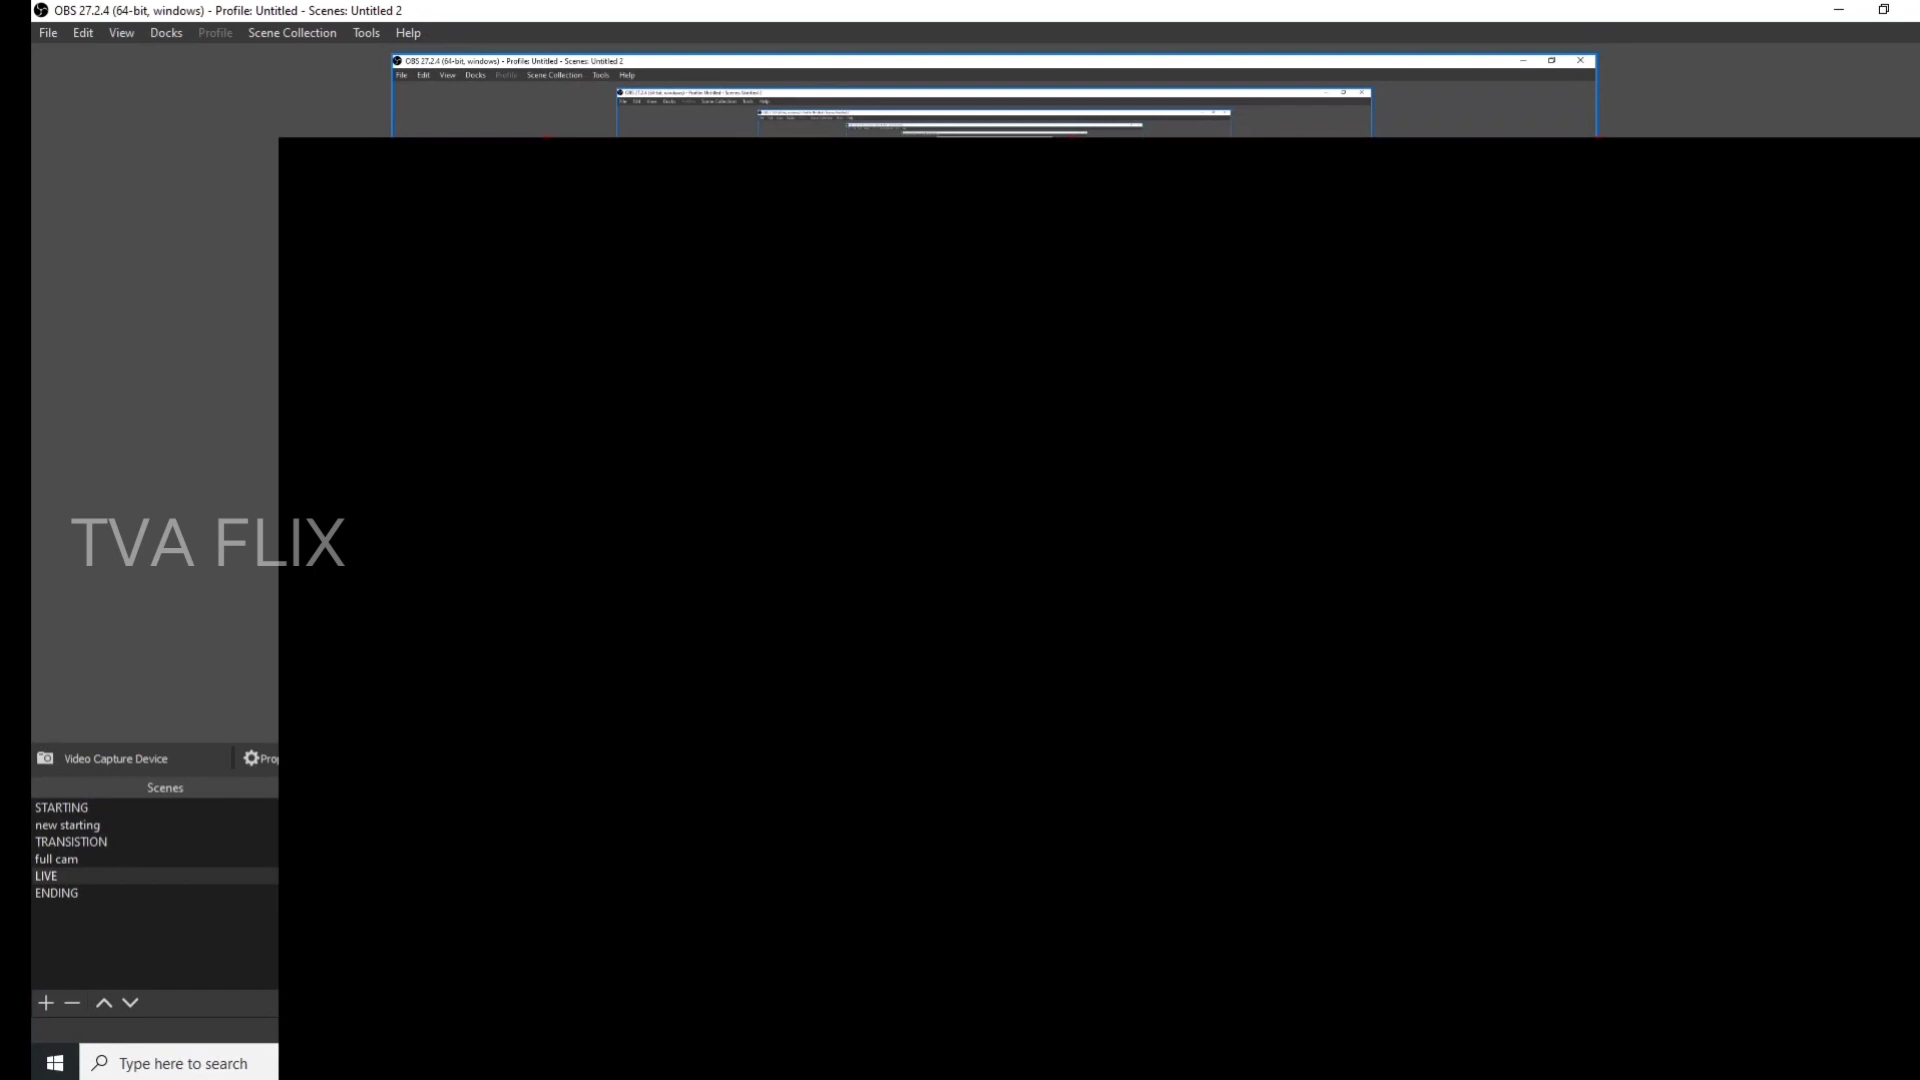 OBS 27.2.4 (64-bit, windows) - Profile: Untitled - Scenes: Untitled 2
File Edit View Docks Profile Scene Collection Tools Help
OBS 27.2.4 (64-bit, windows) - Profile: Untitled - Scenes: Untitled 2
File Edit View Docks Profile Scene Collection Tools Help
TVA FLIX
Video Capture Device
Scenes
STARTING
new starting
TRANSISTION
full cam
LIVE
ENDING
Type here to search